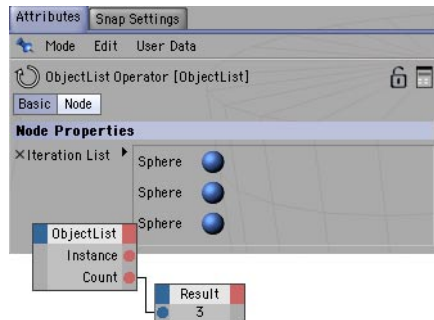 Attributes Snap Settings
Mode Edit User Data
ObjectList Operator [ObjectList]
Basic Node
Node Properties
Iteration List Sphere
Sphere
Sphere
ObjectList
Instance
Count
Result
3